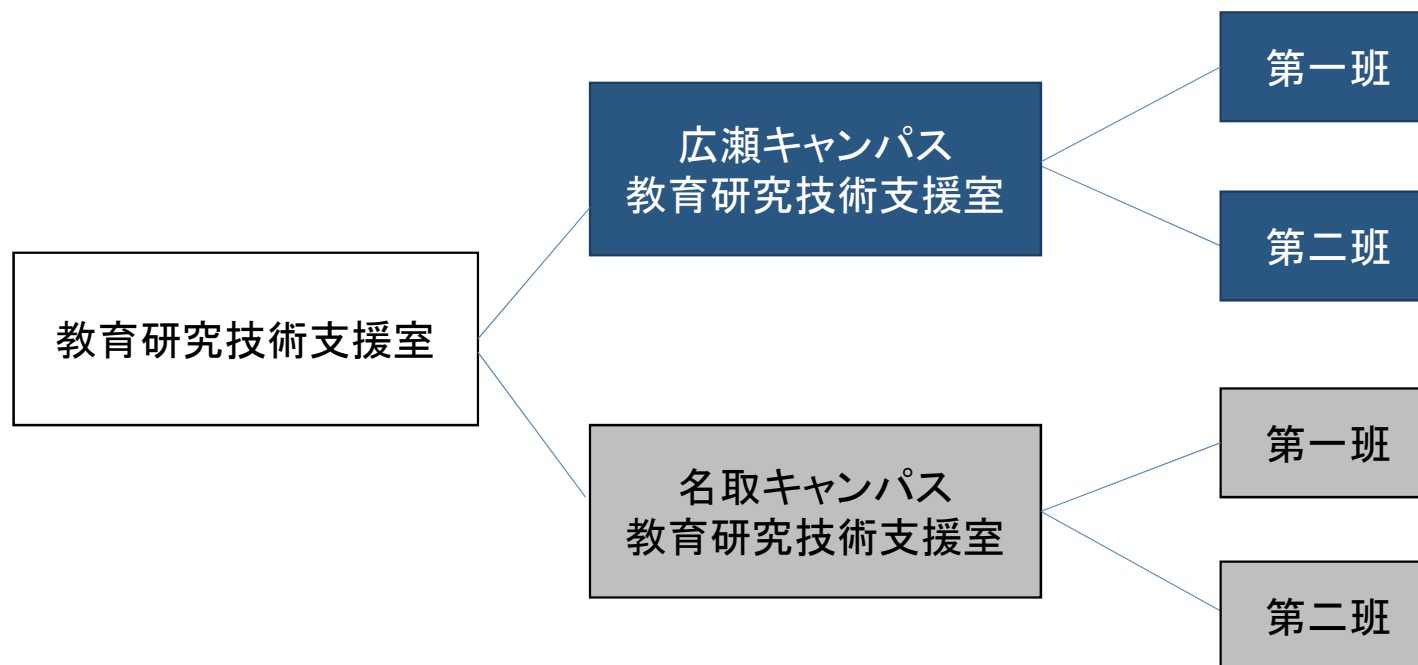 教育研究技術支援室
広瀬キャンパス
教育研究技術支援室
第一班
第二班
名取キャンパス
教育研究技術支援室
第一班
第二班